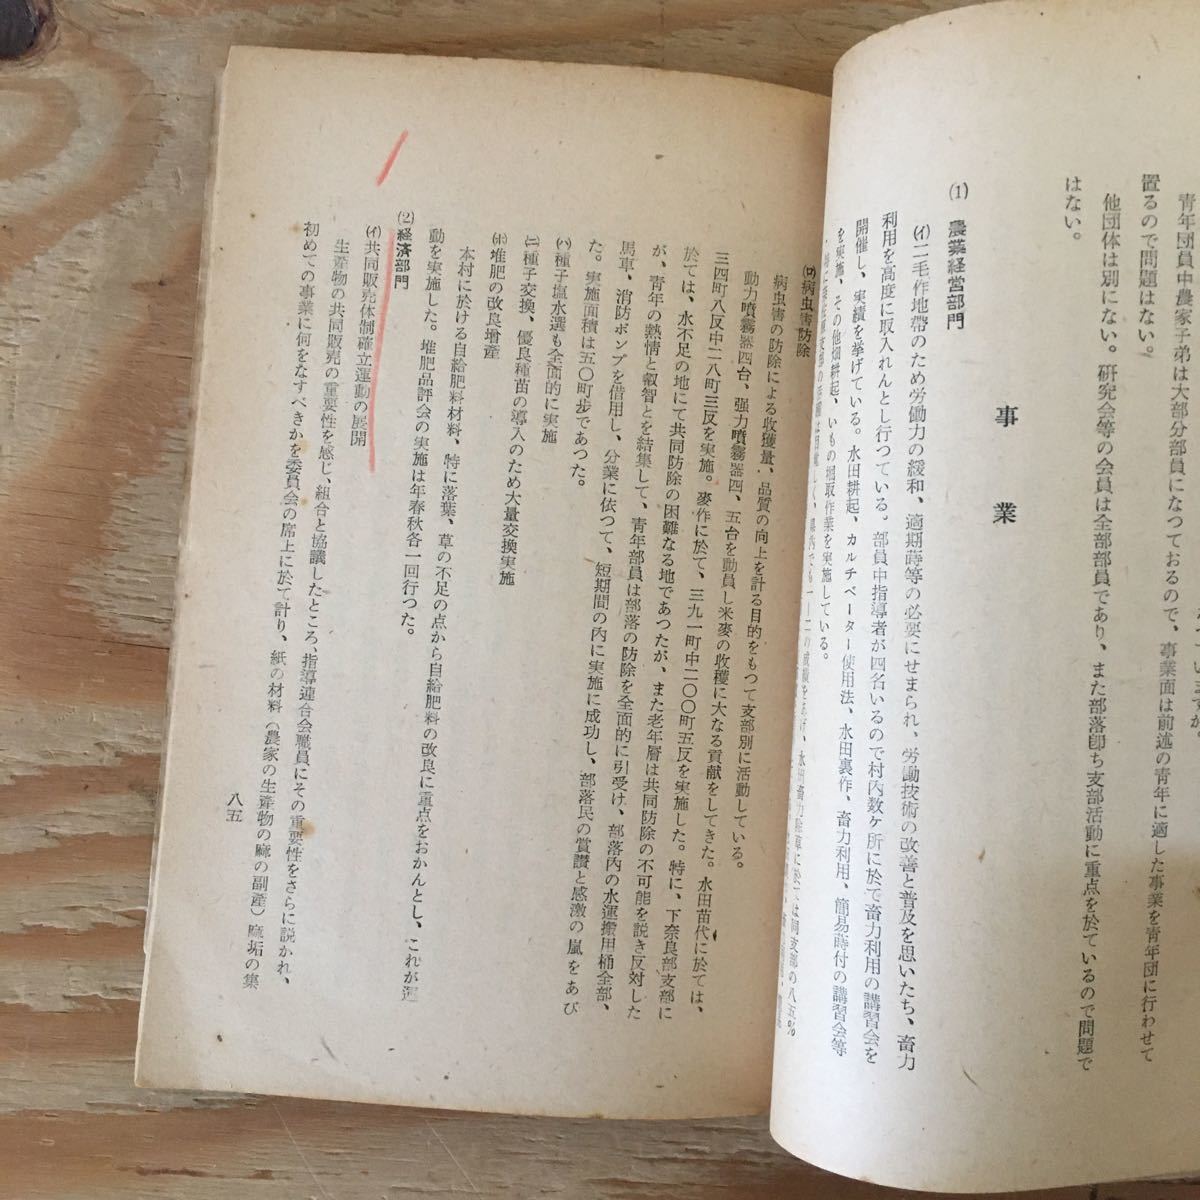 青年団員中農家子弟は大部分部員になつておるので、事業面は前述の青年に適した事業を青年団に行わせて
置るので問題はない。
他団体は別にない。研究会等の会員は全部部員であり、また部落卽ち支部活動に重点を於ているので問題で
はない。
事業
(1) 農業経営部門
(イ)二毛作地帯のため労働力の緩和、適期蒔等の必要にせまられ、労働技術の改善と普及を思いたち、畜力
利用を高度に取入れんとし行つている。部員中指導者が四名いるので村内数ヶ所に於て畜力利用の講習会を
開催し、実績を挙げている。水田耕起、カルチベーター使用法、水田裏作、畜力利用、簡易蒔付の講習会等
を実施、その他畑耕起、いもの堀取作業を実施している。
(ロ)病虫害防除
病虫害の防除による收獲量、品質の向上を計る目的をもつて支部別に活動している。
動力噴霧器四台、强力噴霧器四、五台を動員し米麥の收穫に大なる貢献をしてきた。水田苗代に於ては、
三四町八反中二八町三反を実施。麥作に於て、三九一町中二〇〇町五反を実施した。特に、下奈良部支部に
於ては、水不足の地にて共同防除の困難なる地であつたが、また老年層は共同防除の不可能を説き反対した
が、青年の熱情と叡智とを結集して、青年部員は部落の防除を全面的に引受け、部落内の水運搬用桶全部、
馬車、消防ポンプを借用し、分業に依つて、短期間の内に実施に成功し、部落民の賞讃と感激の嵐をあび
た。実施面積は五〇町歩であつた。
(ハ)種子塩水選も全面的に実施
(ニ)種子交換、優良種苗の導入のため大量交換実施
(ホ)堆肥の改良增産
本村に於ける自給肥料材料、特に落葉、草の不足の点から自給肥料の改良に重点をおかんとし、これが運
動を実施した。堆肥品評会の実施は年春秋各一回行つた。
(2) 経済部門
(イ)共同販売体制確立運動の展開
生産物の共同販売の重要性を感じ、組合と協議したところ、指導連合会職員にその重要性をさらに説かれ、
初めての事業に何をなすべきかを委員会の席上に於て計り、紙の材料(農家の生産物の麻の副産)麻垢の集
八五